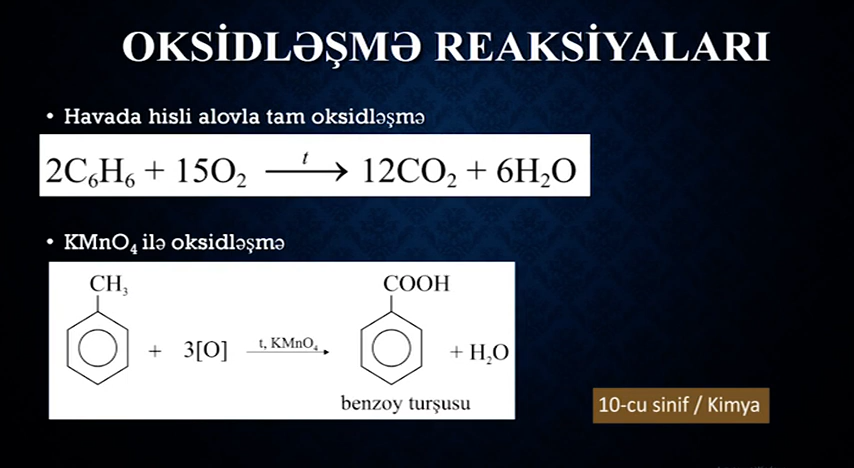 OKSİDLƏŞMƏ REAKSİYALARI
• Havada hisli alovla tam oksidləşmə
2C₆H₆ + 15O₂ →(t) 12CO₂ + 6H₂O
• KMnO₄ ilə oksidləşmə
CH₃ COOH
+ 3[O] →(t, KMnO₄) + H₂O
benzoy turşusu
10-cu sinif / Kimya